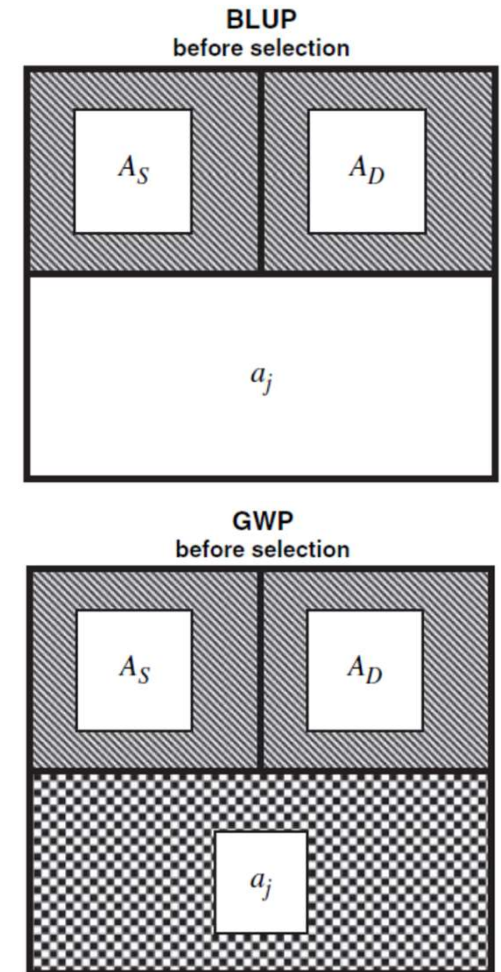 BLUP
before selection
A_S A_D
a_j
GWP
before selection
A_S A_D
a_j